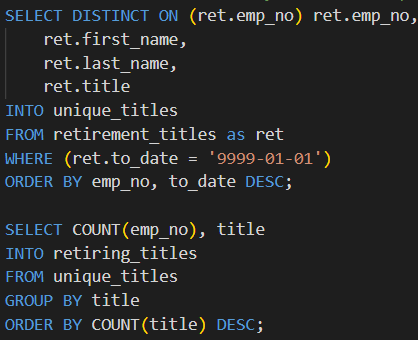 SELECT DISTINCT ON (ret.emp_no) ret.emp_no,
    ret.first_name,
    ret.last_name,
    ret.title
INTO unique_titles
FROM retirement_titles as ret
WHERE (ret.to_date = '9999-01-01')
ORDER BY emp_no, to_date DESC;

SELECT COUNT(emp_no), title
INTO retiring_titles
FROM unique_titles
GROUP BY title
ORDER BY COUNT(title) DESC;